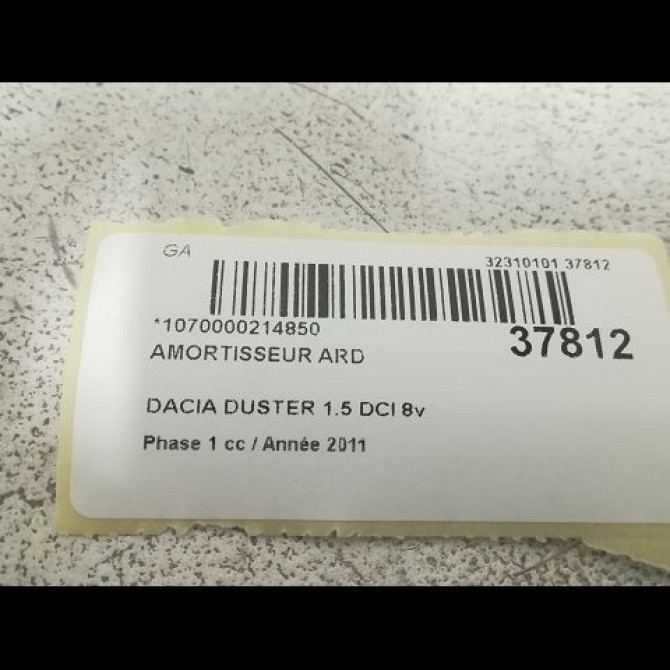 GA
32310101 37812
*1070000214850
37812
AMORTISSEUR ARD
DACIA DUSTER 1.5 DCI 8v
Phase 1 cc / Année 2011